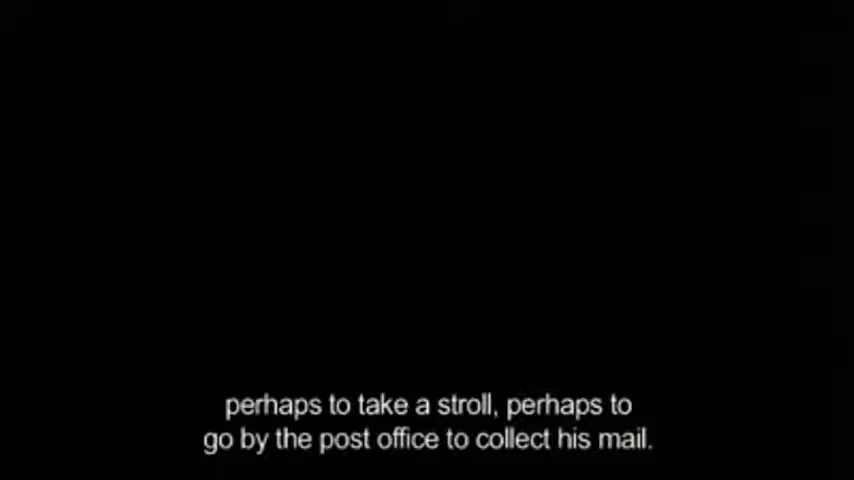 perhaps to take a stroll, perhaps to
go by the post office to collect his mail.